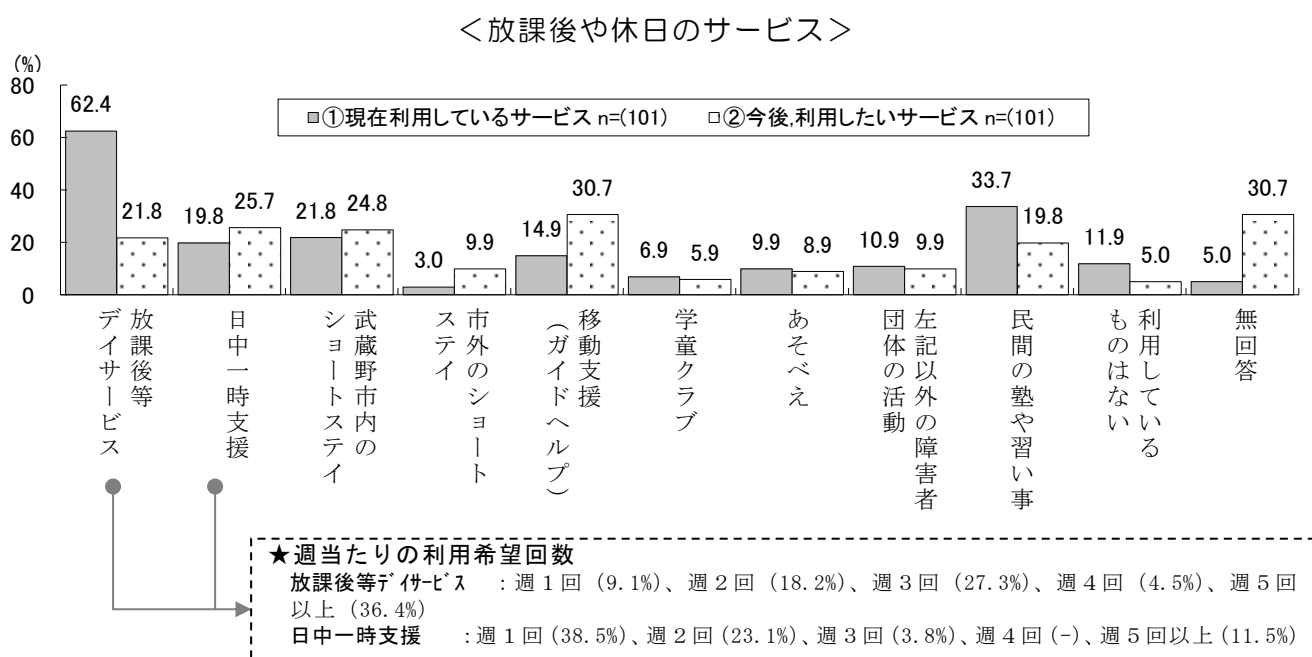 ＜放課後や休日のサービス＞
(%)
80
60
40
20
0
①現在利用しているサービス n=(101)
②今後,利用したいサービス n=(101)
62.4
21.8
19.8
25.7
21.8
24.8
3.0
9.9
14.9
30.7
6.9
5.9
9.9
8.9
10.9
9.9
33.7
19.8
11.9
5.0
5.0
30.7
放課後等
デイサービス
日中一時支援
武蔵野市内の
ショートステイ
市外のショート
ステイ
移動支援
(ガイドヘルプ)
学童クラブ
あそべえ
左記以外の障害者
団体の活動
民間の塾や習い事
利用している
ものはない
無回答
★週当たりの利用希望回数
放課後等ﾃﾞｲｻｰﾋﾞｽ ：週１回 (9.1%)、週２回 (18.2%)、週３回 (27.3%)、週４回 (4.5%)、週５回
以上 (36.4%)
日中一時支援 ：週１回 (38.5%)、週２回 (23.1%)、週３回 (3.8%)、週４回 (-)、週５回以上 (11.5%)